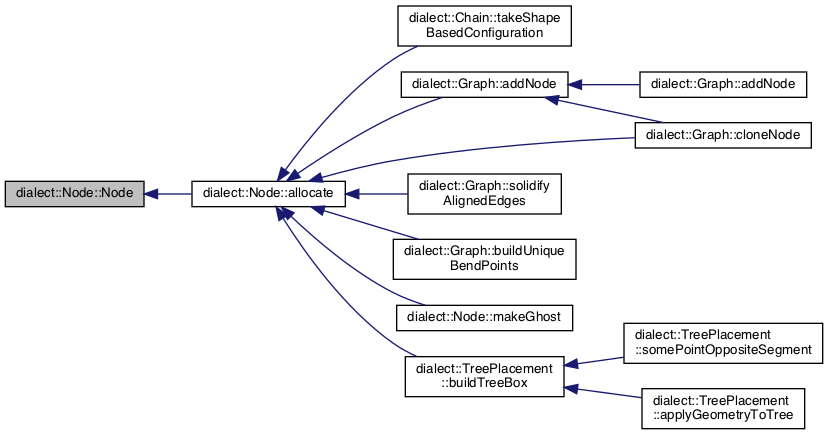 dialect::Chain::takeShape
BasedConfiguration
dialect::Graph::addNode
dialect::Graph::addNode
dialect::Graph::cloneNode
dialect::Node::Node
dialect::Node::allocate
dialect::Graph::solidify
AlignedEdges
dialect::Graph::buildUnique
BendPoints
dialect::Node::makeGhost
dialect::TreePlacement
::somePointOppositeSegment
dialect::TreePlacement
::buildTreeBox
dialect::TreePlacement
::applyGeometryToTree